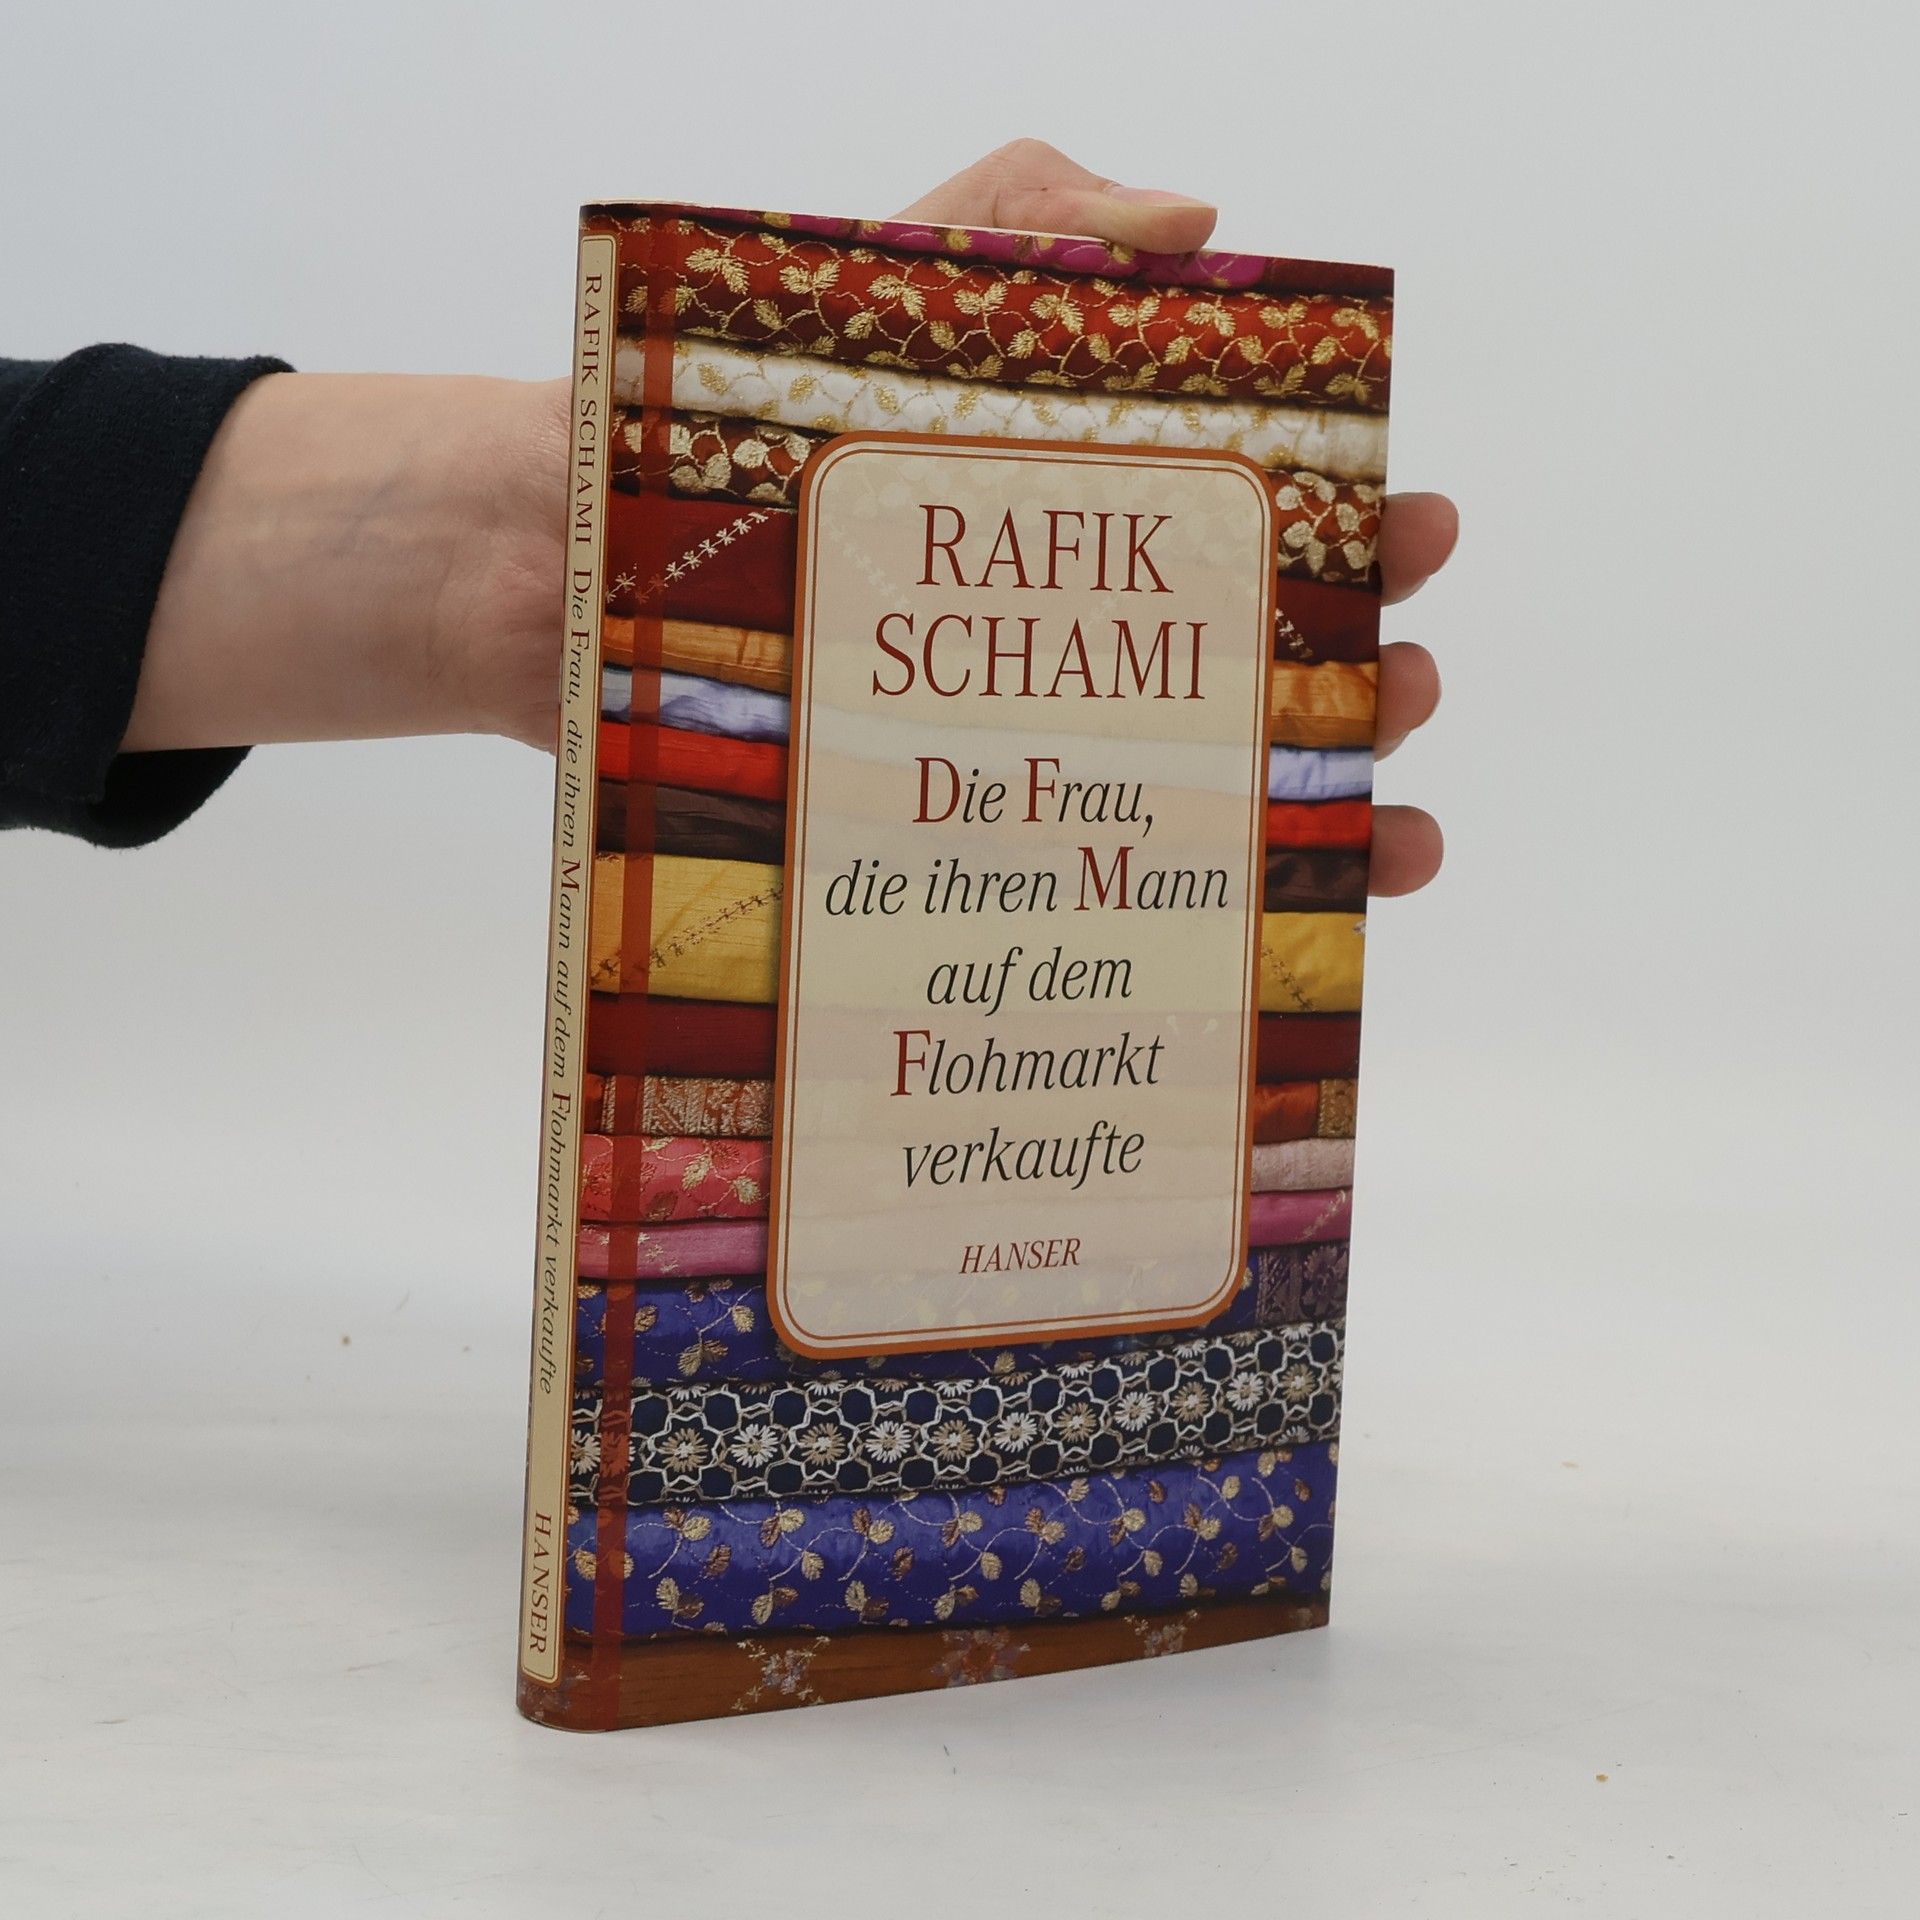 RAFIK SCHAMI Die Frau, die ihren Mann auf dem Flohmarkt verkaufte HANSER
RAFIK
SCHAMI
Die Frau,
die ihren Mann
auf dem
Flohmarkt
verkaufte
HANSER